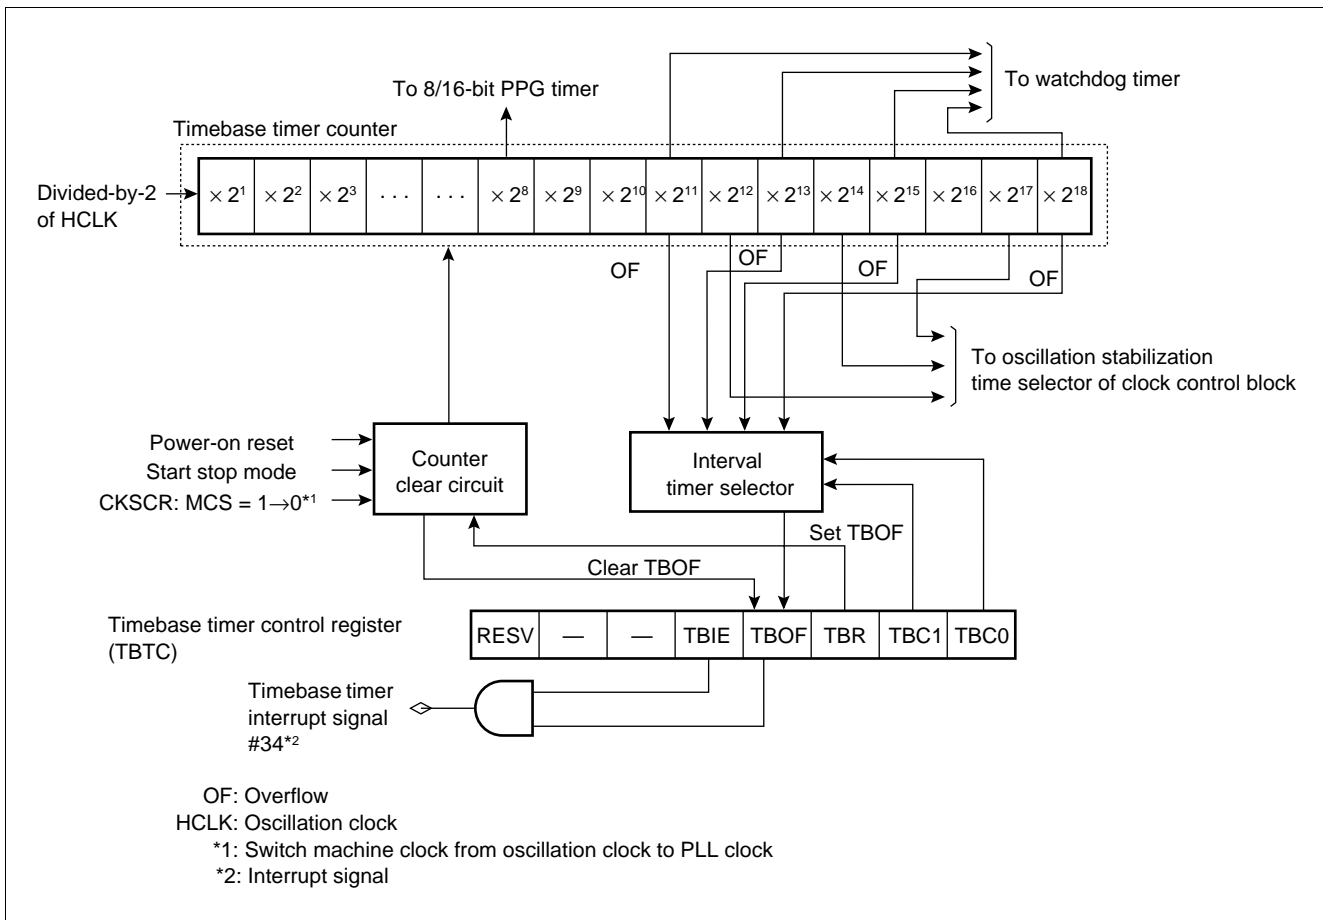 To watchdog timer
To 8/16-bit PPG timer
Timebase timer counter
Divided-by-2
of HCLK
× 2¹ × 2² × 2³ · · · · · · × 2⁸ × 2⁹ × 2¹⁰ × 2¹¹ × 2¹² × 2¹³ × 2¹⁴ × 2¹⁵ × 2¹⁶ × 2¹⁷ × 2¹⁸
OF OF OF OF
To oscillation stabilization
time selector of clock control block
Power-on reset
Start stop mode
CKSCR: MCS = 1→0*¹
Counter
clear circuit
Interval
timer selector
Set TBOF
Clear TBOF
Timebase timer control register
(TBTC)
RESV — — TBIE TBOF TBR TBC1 TBC0
Timebase timer
interrupt signal
#34*²
OF: Overflow
HCLK: Oscillation clock
*1: Switch machine clock from oscillation clock to PLL clock
*2: Interrupt signal